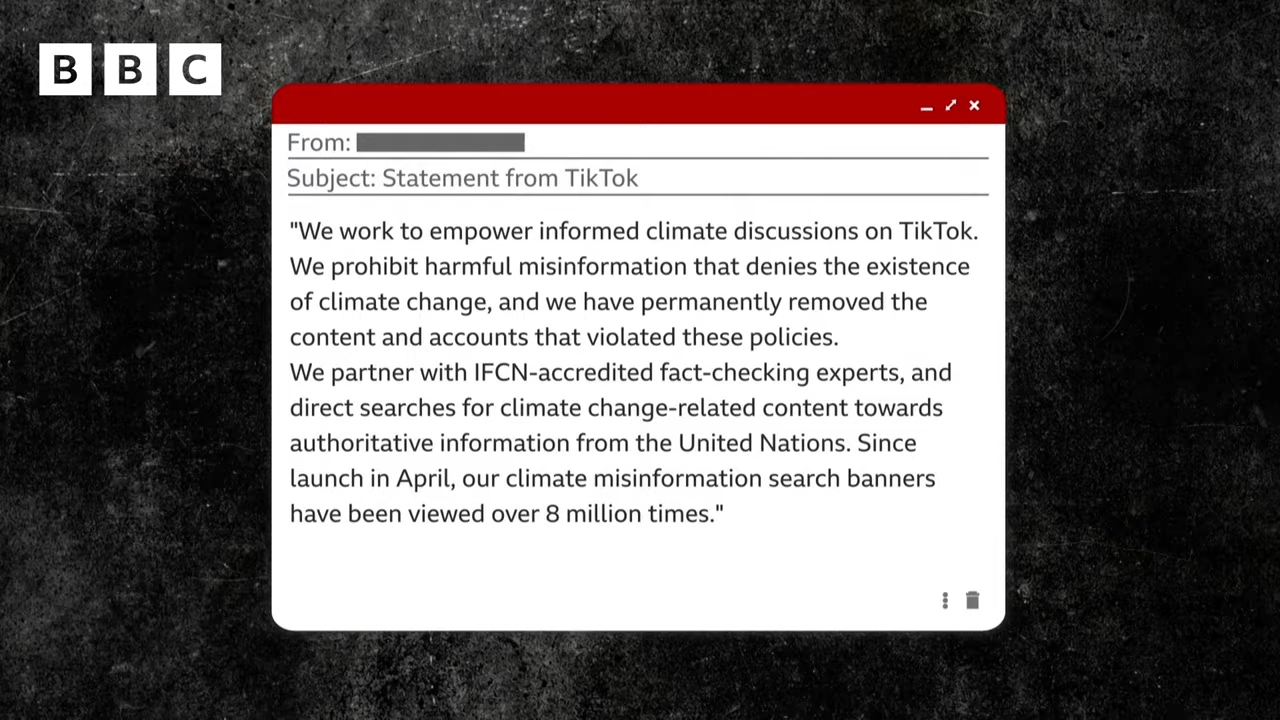 BBC
From:
Subject: Statement from TikTok
"We work to empower informed climate discussions on TikTok.
We prohibit harmful misinformation that denies the existence
of climate change, and we have permanently removed the
content and accounts that violated these policies.
We partner with IFCN-accredited fact-checking experts, and
direct searches for climate change-related content towards
authoritative information from the United Nations. Since
launch in April, our climate misinformation search banners
have been viewed over 8 million times."